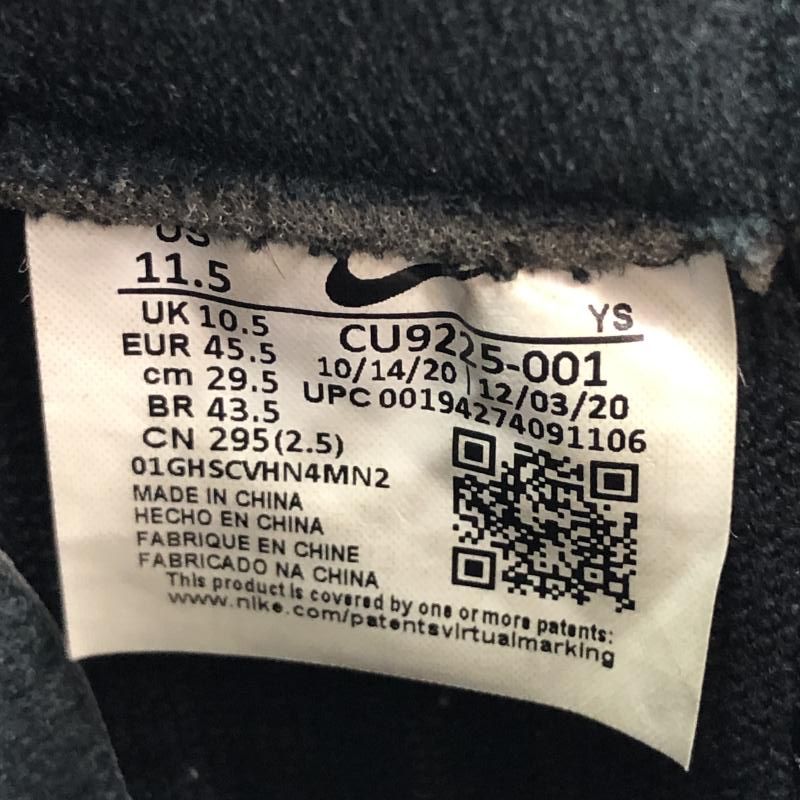 US
11.5
YS
UK 10.5
EUR 45.5
cm 29.5
BR 43.5
CN 295(2.5)
CU9225-001
10/14/20 | 12/03/20
UPC 00194274091106
01GHSCVHN4MN2
MADE IN CHINA
HECHO EN CHINA
FABRIQUE EN CHINE
FABRICADO NA CHINA
This product is covered by one or more patents:
www.nike.com/patentsvirtualmarking